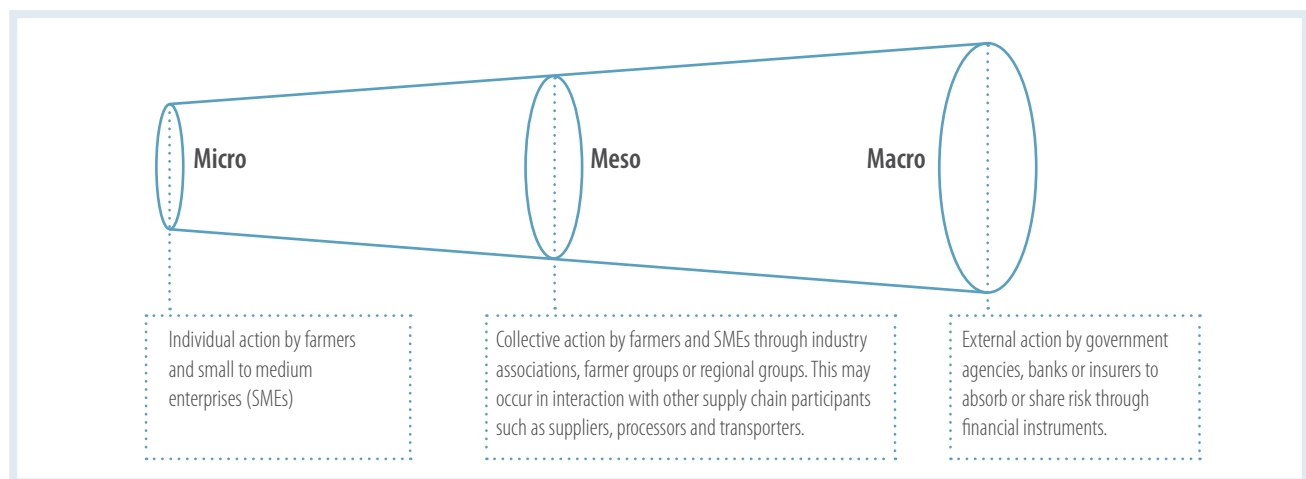 Micro
Meso
Macro
Individual action by farmers
and small to medium
enterprises (SMEs)
Collective action by farmers and SMEs through industry
associations, farmer groups or regional groups. This may
occur in interaction with other supply chain participants
such as suppliers, processors and transporters.
External action by government
agencies, banks or insurers to
absorb or share risk through
financial instruments.